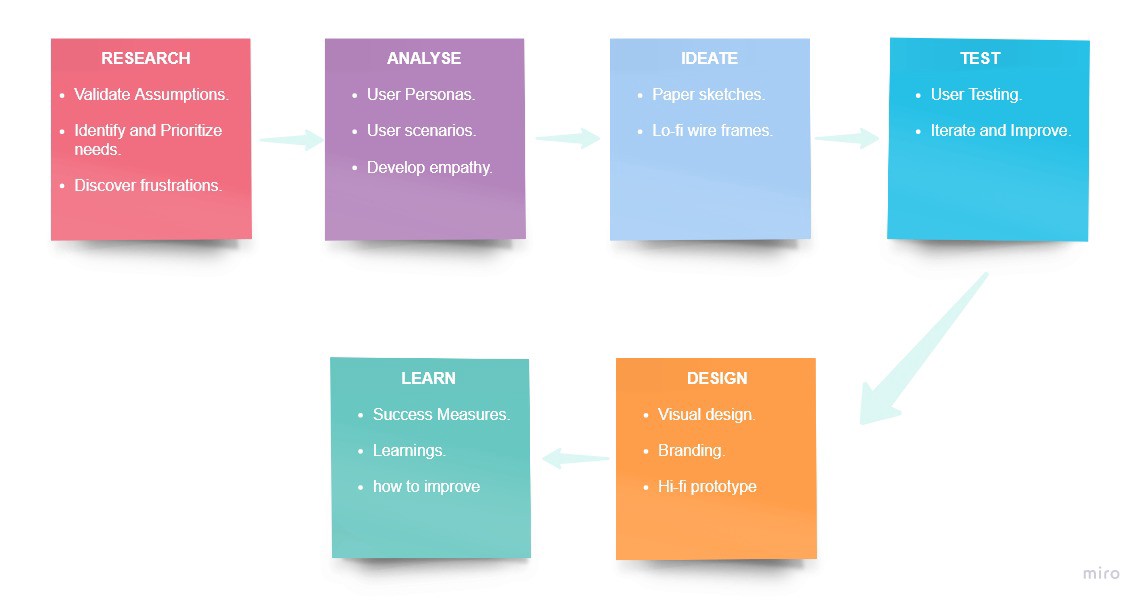 RESEARCH
• Validate Assumptions.
• Identify and Prioritize
needs.
• Discover frustrations.
ANALYSE
• User Personas.
• User scenarios.
• Develop empathy.
IDEATE
• Paper sketches.
• Lo-fi wire frames.
TEST
• User Testing.
• Iterate and Improve.
DESIGN
• Visual design.
• Branding.
• Hi-fi prototype
LEARN
• Success Measures.
• Learnings.
• how to improve
miro